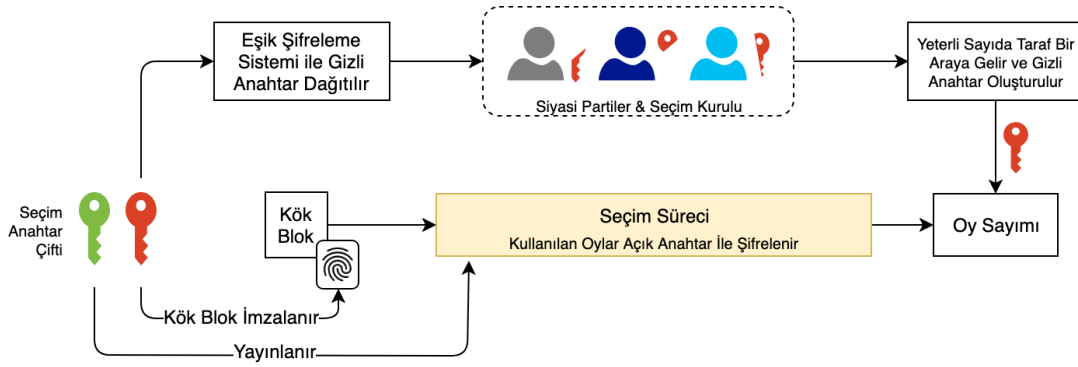 Eşik Şifreleme
Sistemi ile Gizli
Anahtar Dağıtılır
Siyasi Partiler & Seçim Kurulu
Yeterli Sayıda Taraf Bir
Araya Gelir ve Gizli
Anahtar Oluşturulur
Seçim
Anahtar
Çifti
Kök
Blok
Seçim Süreci
Kullanılan Oylar Açık Anahtar İle Şifrelenir
Oy Sayımı
Kök Blok İmzalanır
Yayınlanır